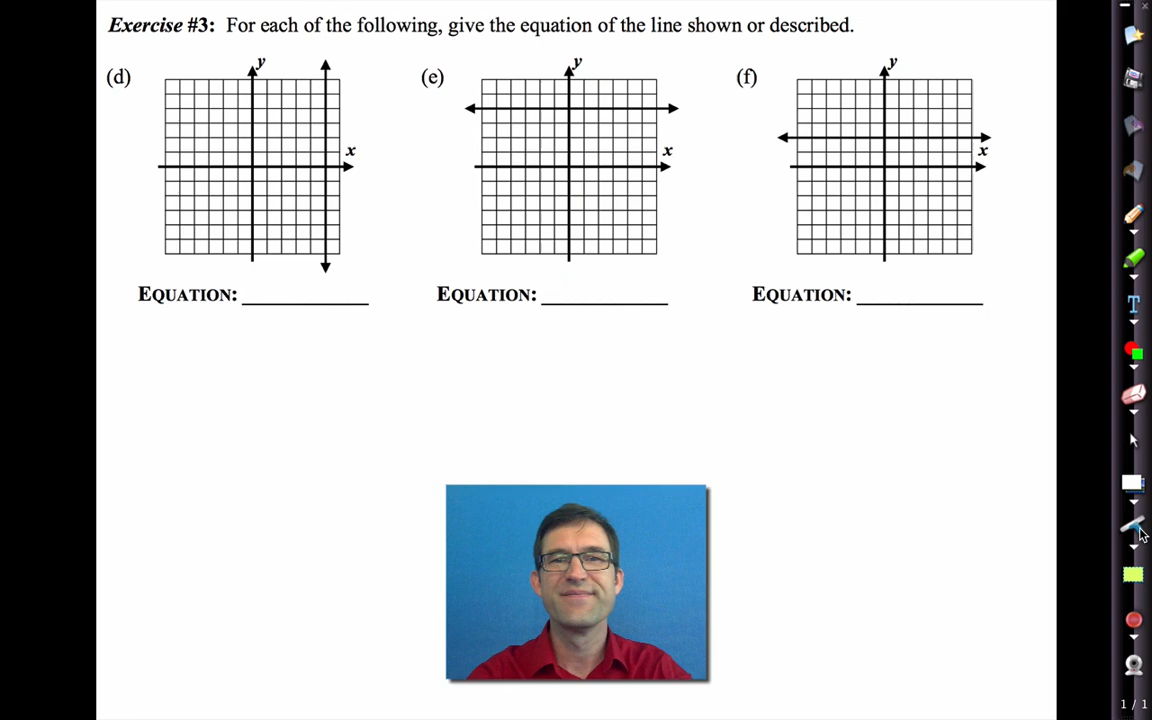 Exercise #3: For each of the following, give the equation of the line shown or described.
(d) y x
(e) y x
(f) y x
EQUATION: ____________
EQUATION: ____________
EQUATION: ____________
T
1 / 1